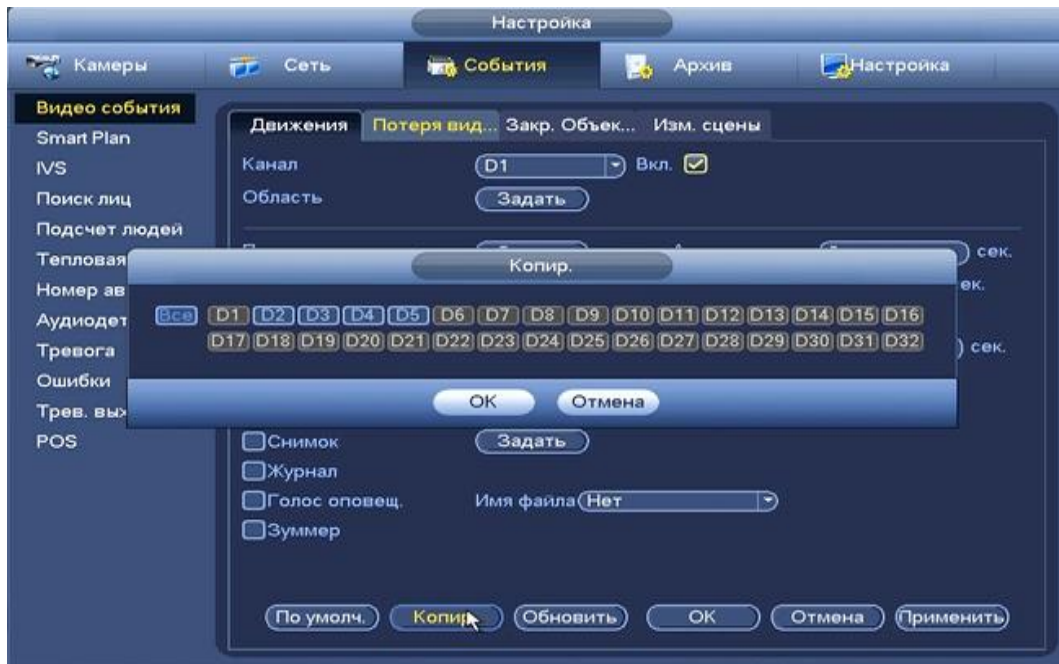 Настройка
Камеры Сеть События Архив Настройка
Видео события
Smart Plan
IVS
Поиск лиц
Подсчет людей
Тепловая
Номер ав
Аудиодет
Тревога
Ошибки
Трев. вых
POS
Движения Потеря вид... Закр. Объек... Изм. сцены
Канал D1 Вкл.
Область Задать
сек.
ек.
Копир.
Все D1 D2 D3 D4 D5 D6 D7 D8 D9 D10 D11 D12 D13 D14 D15 D16
D17 D18 D19 D20 D21 D22 D23 D24 D25 D26 D27 D28 D29 D30 D31 D32
) сек.
OK Отмена
Снимок Задать
Журнал
Голос оповещ. Имя файла Нет
Зуммер
По умолч. Копир. Обновить OK Отмена Применить